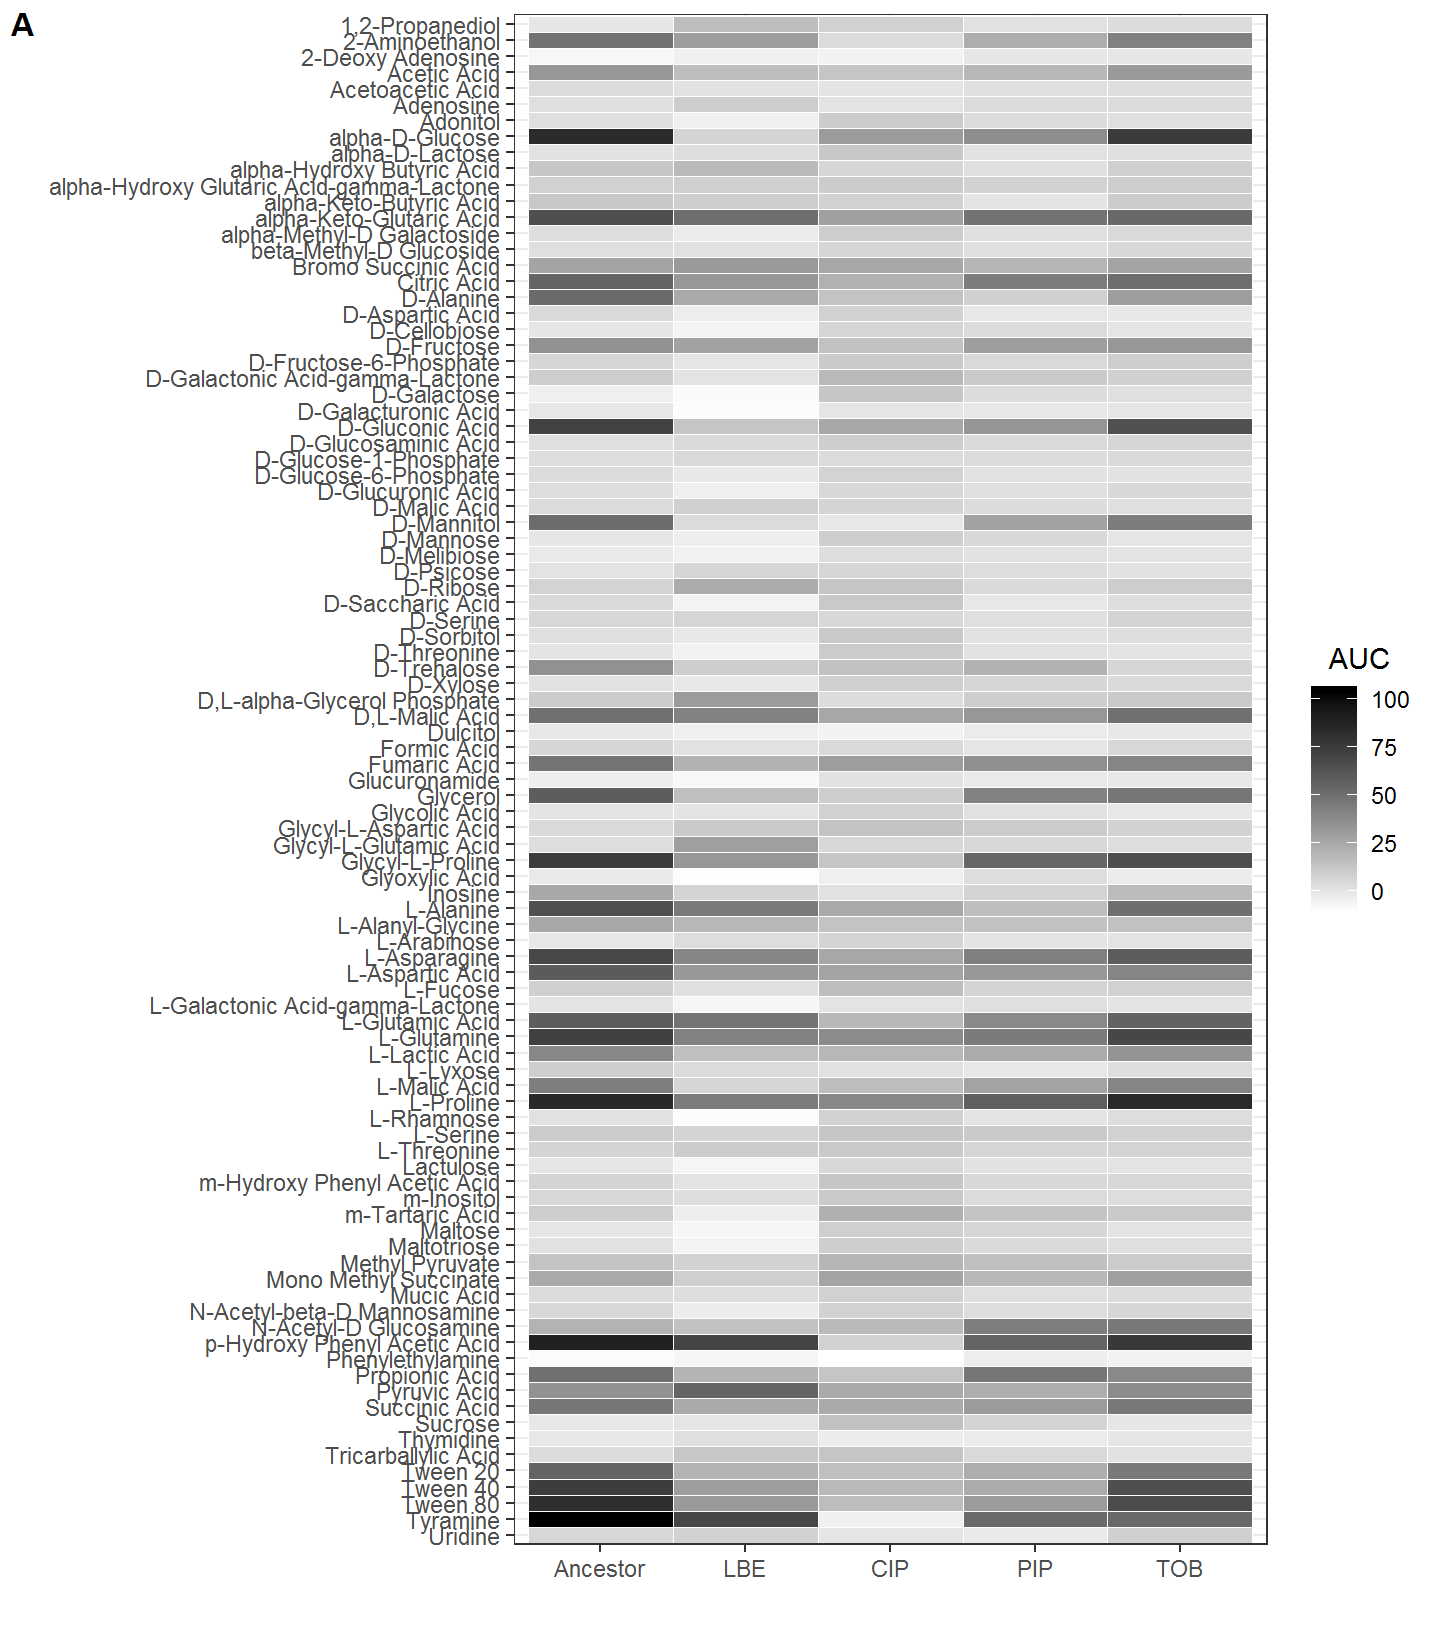 A
1,2-Propanediol
2-Aminoethanol
2-Deoxy Adenosine
Acetic Acid
Acetoacetic Acid
Adenosine
Adonitol
alpha-D-Glucose
alpha-D-Lactose
alpha-Hydroxy Butyric Acid
alpha-Hydroxy Glutaric Acid-gamma-Lactone
alpha-Keto-Butyric Acid
alpha-Keto-Glutaric Acid
alpha-Methyl-D Galactoside
beta-Methyl-D Glucoside
Bromo Succinic Acid
Citric Acid
D-Alanine
D-Aspartic Acid
D-Cellobiose
D-Fructose
D-Fructose-6-Phosphate
D-Galactonic Acid-gamma-Lactone
D-Galactose
D-Galacturonic Acid
D-Gluconic Acid
D-Glucosaminic Acid
D-Glucose-1-Phosphate
D-Glucose-6-Phosphate
D-Glucuronic Acid
D-Malic Acid
D-Mannitol
D-Mannose
D-Melibiose
D-Psicose
D-Ribose
D-Saccharic Acid
D-Serine
D-Sorbitol
D-Threonine
D-Trehalose
D-Xylose
D,L-alpha-Glycerol Phosphate
D,L-Malic Acid
Dulcitol
Formic Acid
Fumaric Acid
Glucuronamide
Glycerol
Glycolic Acid
Glycyl-L-Aspartic Acid
Glycyl-L-Glutamic Acid
Glycyl-L-Proline
Glyoxylic Acid
Inosine
L-Alanine
L-Alanyl-Glycine
L-Arabinose
L-Asparagine
L-Aspartic Acid
L-Fucose
L-Galactonic Acid-gamma-Lactone
L-Glutamic Acid
L-Glutamine
L-Lactic Acid
L-Lyxose
L-Malic Acid
L-Proline
L-Rhamnose
L-Serine
L-Threonine
Lactulose
m-Hydroxy Phenyl Acetic Acid
m-Inositol
m-Tartaric Acid
Maltose
Maltotriose
Methyl Pyruvate
Mono Methyl Succinate
Mucic Acid
N-Acetyl-beta-D Mannosamine
N-Acetyl-D Glucosamine
p-Hydroxy Phenyl Acetic Acid
Phenylethylamine
Propionic Acid
Pyruvic Acid
Succinic Acid
Sucrose
Thymidine
Tricarballylic Acid
Tween 20
Tween 40
Tween 80
Tyramine
Uridine
Ancestor LBE CIP PIP TOB
AUC
100
75
50
25
0